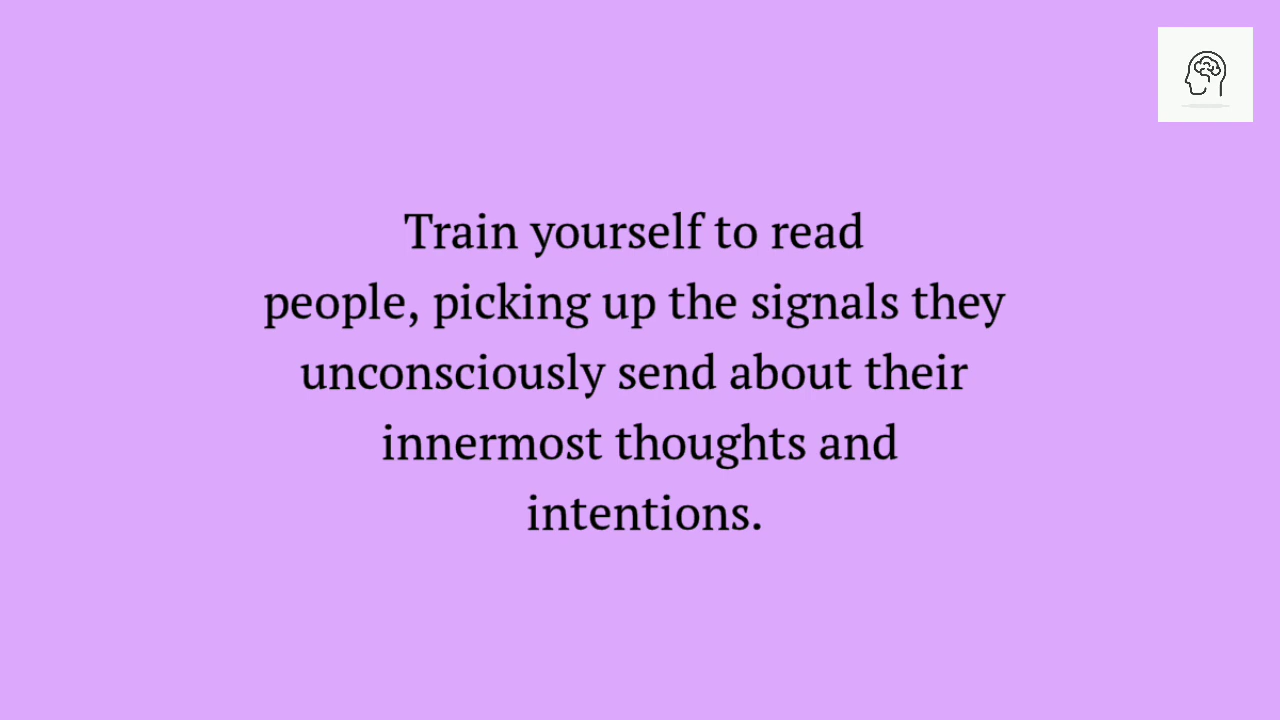 Train yourself to read
people, picking up the signals they
unconsciously send about their
innermost thoughts and
intentions.